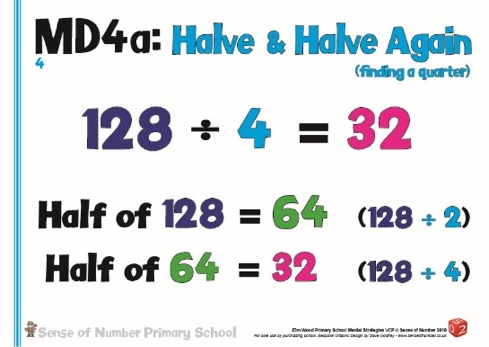 MD4a: Halve & Halve Again
4
(finding a quarter)
128 ÷ 4 = 32
Half of 128 = 64 (128 ÷ 2)
Half of 64 = 32 (128 ÷ 4)
Sense of Number Primary School
Elm Wood Primary School Mental Strategies VCP © Sense of Number 2018
For sole use by purchasing school. Bespoke Graphic Design by Dave Godfrey - www.senseofnumber.co.uk